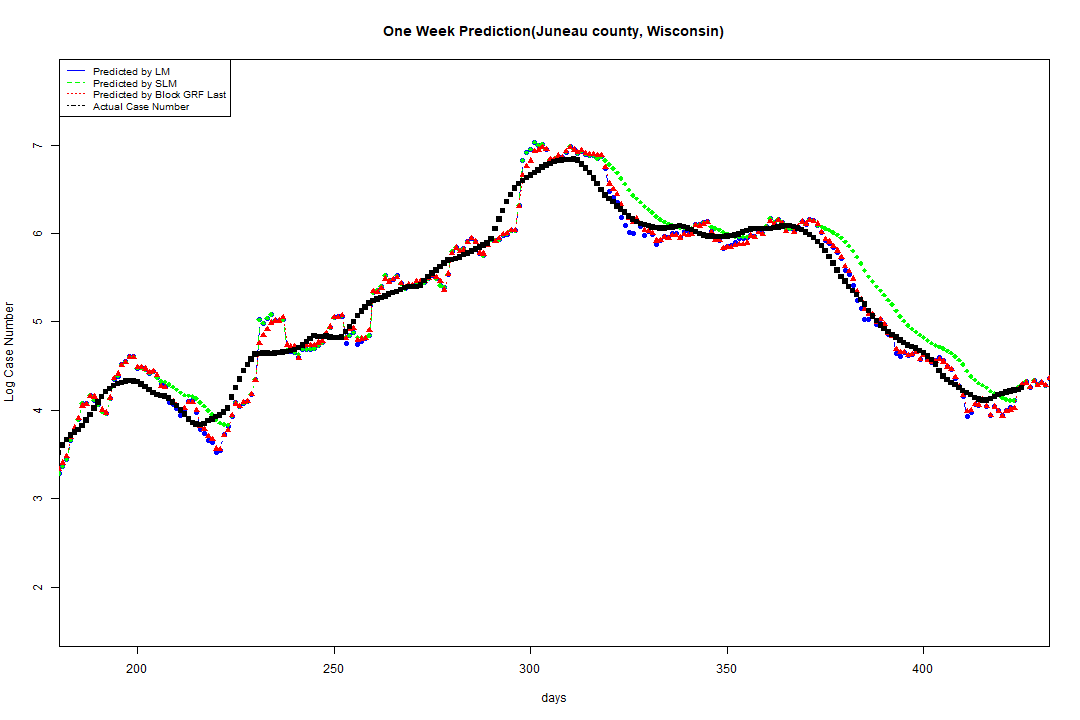 One Week Prediction(Juneau county, Wisconsin)
Predicted by LM
Predicted by SLM
Predicted by Block GRF Last
Actual Case Number
Log Case Number
7
6
5
4
3
2
200 250 300 350 400
days